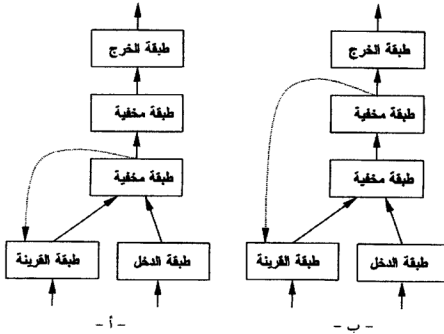 طبقة الخرج
طبقة الخرج
طبقة مخفية
طبقة مخفية
طبقة مخفية
طبقة مخفية
طبقة الدخل
طبقة القرينة
طبقة الدخل
طبقة القرينة
- ب -
- أ -